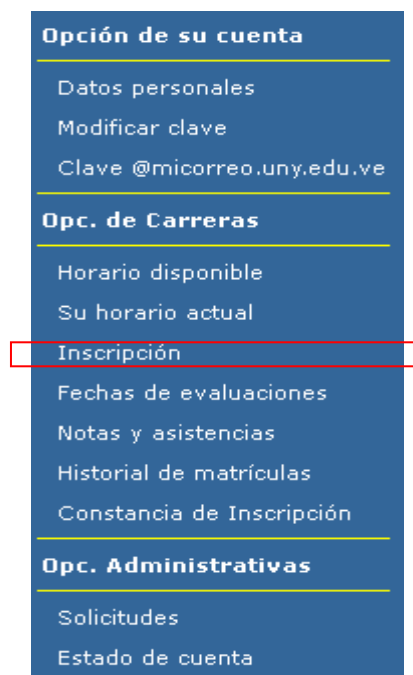 Opción de su cuenta
Datos personales
Modificar clave
Clave @micorreo.uny.edu.ve
Opc. de Carreras
Horario disponible
Su horario actual
Inscripción
Fechas de evaluaciones
Notas y asistencias
Historial de matrículas
Constancia de Inscripción
Opc. Administrativas
Solicitudes
Estado de cuenta